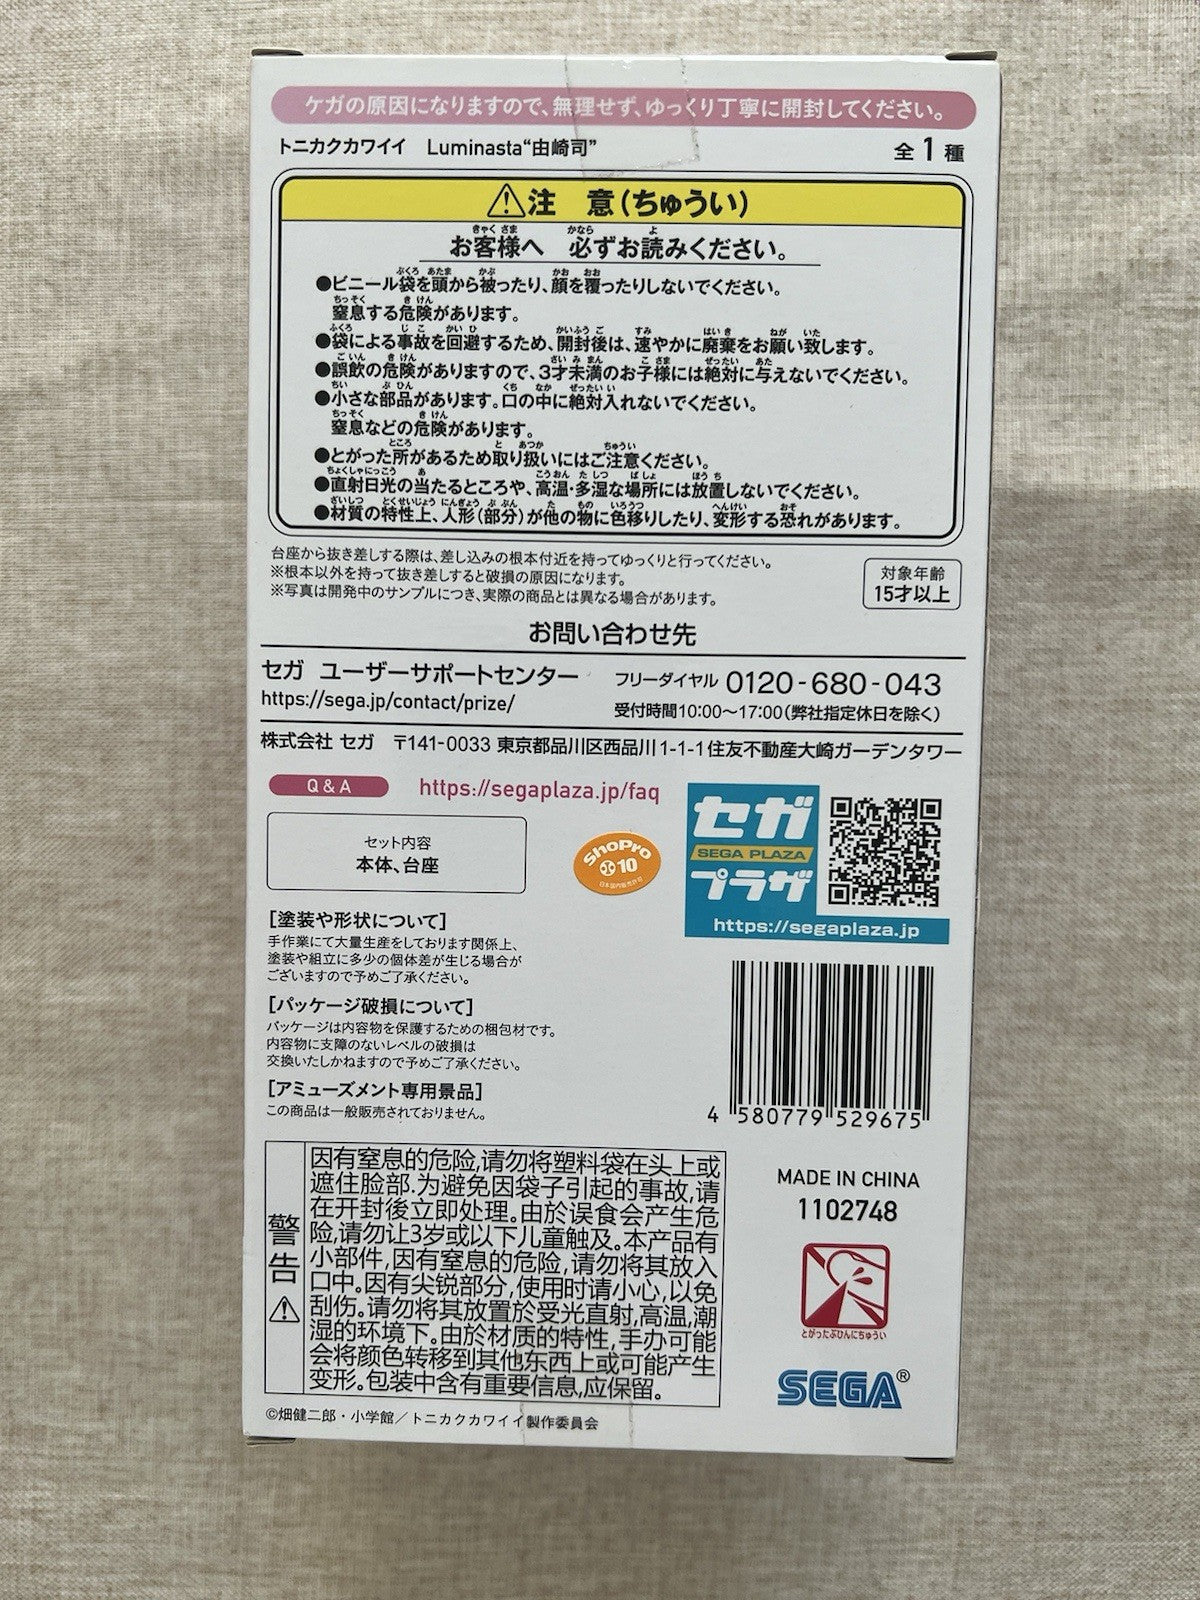 ケガの原因になりますので、無理せず、ゆっくり丁寧に開封してください。
トニカクカワイイ Luminasta“由崎司”
全1種
⚠注 意(ちゅうい)
お客様へ 必ずお読みください。
●ビニール袋を頭から被ったり、顔を覆ったりしないでください。
窒息する危険があります。
●袋による事故を回避するため、開封後は、速やかに廃棄をお願い致します。
●誤飲の危険がありますので、3才未満のお子様には絶対に与えないでください。
●小さな部品があります。口の中に絶対入れないでください。
窒息などの危険があります。
●とがった所があるため取り扱いにはご注意ください。
●直射日光の当たるところや、高温・多湿な場所には放置しないでください。
●材質の特性上、人形(部分)が他の物に色移りしたり、変形する恐れがあります。
台座から抜き差しする際は、差し込みの根本付近を持ってゆっくりと行ってください。
※根本以外を持って抜き差しすると破損の原因になります。
※写真は開発中のサンプルにつき、実際の商品とは異なる場合があります。
対象年齢
15才以上
お問い合わせ先
セガ ユーザーサポートセンター
https://sega.jp/contact/prize/
フリーダイヤル 0120-680-043
受付時間10:00～17:00(弊社指定休日を除く)
株式会社 セガ 〒141-0033 東京都品川区西品川1-1-1住友不動産大崎ガーデンタワー
Q&A
https://segaplaza.jp/faq
セット内容
本体、台座
ShoPro
10
日本国内販売許可
セガ
SEGA PLAZA
プラザ
https://segaplaza.jp
[塗装や形状について]
手作業にて大量生産をしております関係上、
塗装や組立に多少の個体差が生じる場合が
ございますので予めご了承ください。
[パッケージ破損について]
パッケージは内容物を保護するための梱包材です。
内容物に支障のないレベルの破損は
交換いたしかねますので予めご了承ください。
[アミューズメント専用景品]
この商品は一般販売されておりません。
4 580779 529675
警告⚠
因有窒息的危险,请勿将塑料袋在头上或
遮住脸部.为避免因袋子引起的事故,请
在开封後立即处理。由於误食会产生危
险,请勿让3岁或以下儿童触及。本产品有
小部件,因有窒息的危险,请勿将其放入
口中。因有尖锐部分,使用时请小心,以免
刮伤。请勿将其放置於受光直射,高温,潮
湿的环境下。由於材质的特性,手办可能
会将颜色转移到其他东西上或可能产生
变形。包装中含有重要信息,应保留。
MADE IN CHINA
1102748
とがったぶひんにちゅうい
SEGA®
©畑健二郎・小学館／トニカクカワイイ製作委員会